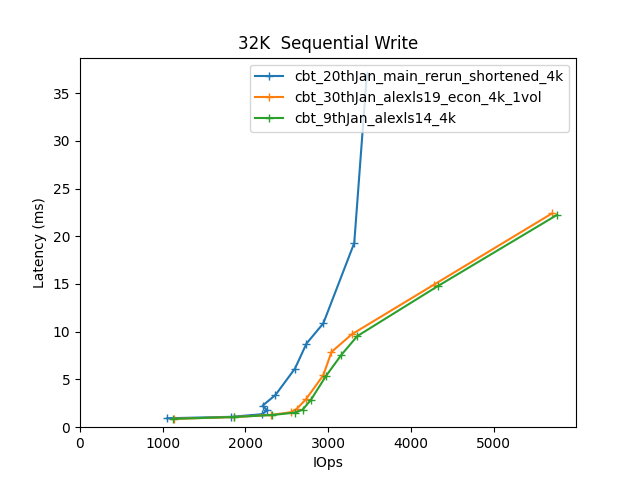 32K  Sequential Write
cbt_20thJan_main_rerun_shortened_4k
cbt_30thJan_alexls19_econ_4k_1vol
cbt_9thJan_alexls14_4k
Latency (ms)
35
30
25
20
15
10
5
0
0 1000 2000 3000 4000 5000
IOps